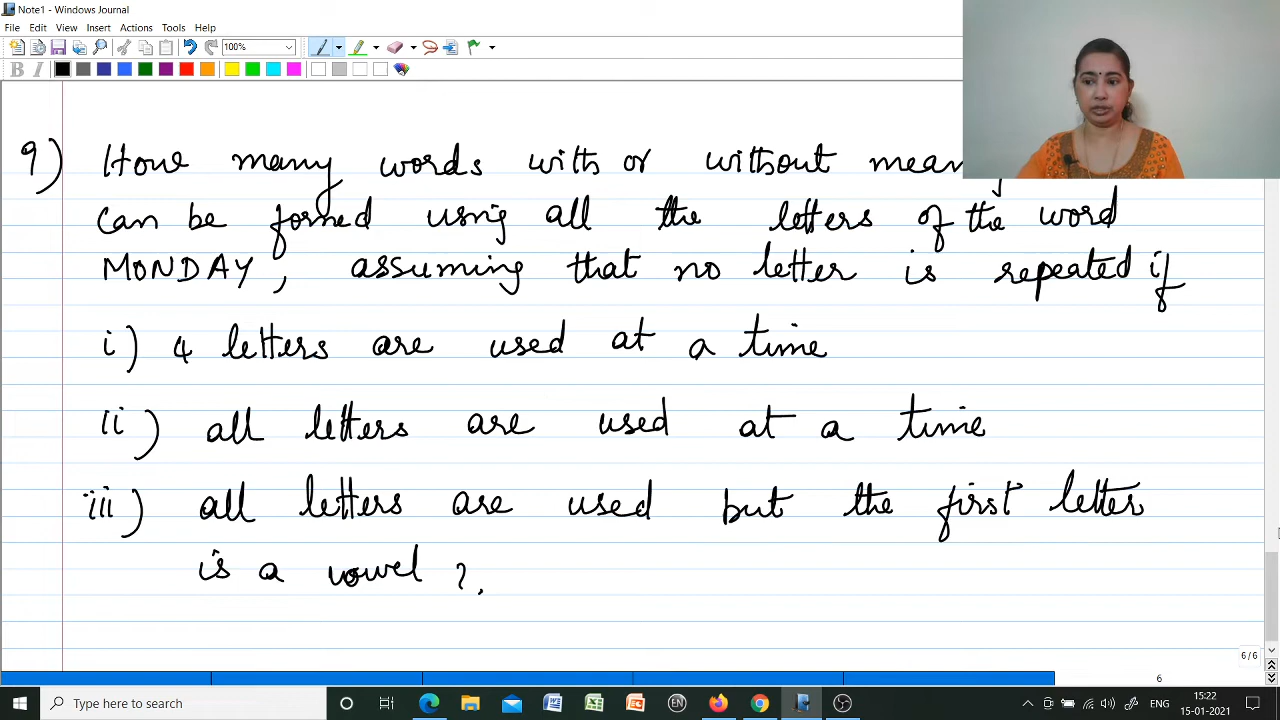 Note1 - Windows Journal
File Edit View Insert Actions Tools Help
100%
B I
9) How many words with or without
can be formed using all the letters of the word
MONDAY, assuming that no letter is repeated if
i) 4 letters are used at a time
ii) all letters are used at a time
iii) all letters are used but the first letter
is a vowel ?.
6/6
6
Type here to search
EN
ENG
15:22
15-01-2021